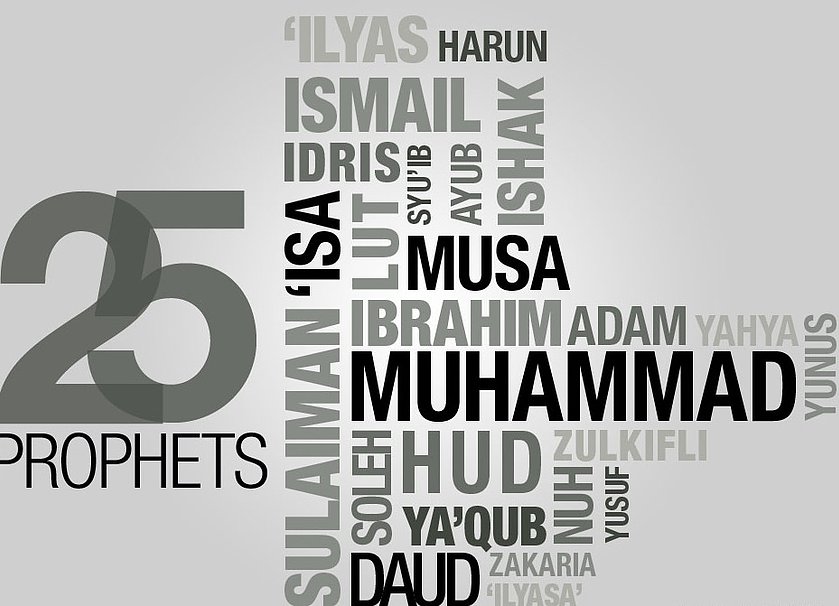 25
PROPHETS
‘ILYAS HARUN
ISMAIL
ISHAK
IDRIS
SYU’IB
AYUB
‘ISA
LUT
MUSA
SULAIMAN
IBRAHIM ADAM YAHYA
YUNUS
MUHAMMAD
SOLEH
HUD
ZULKIFLI
NUH
YUSUF
YA’QUB
DAUD
ZAKARIA
‘ILYASA’